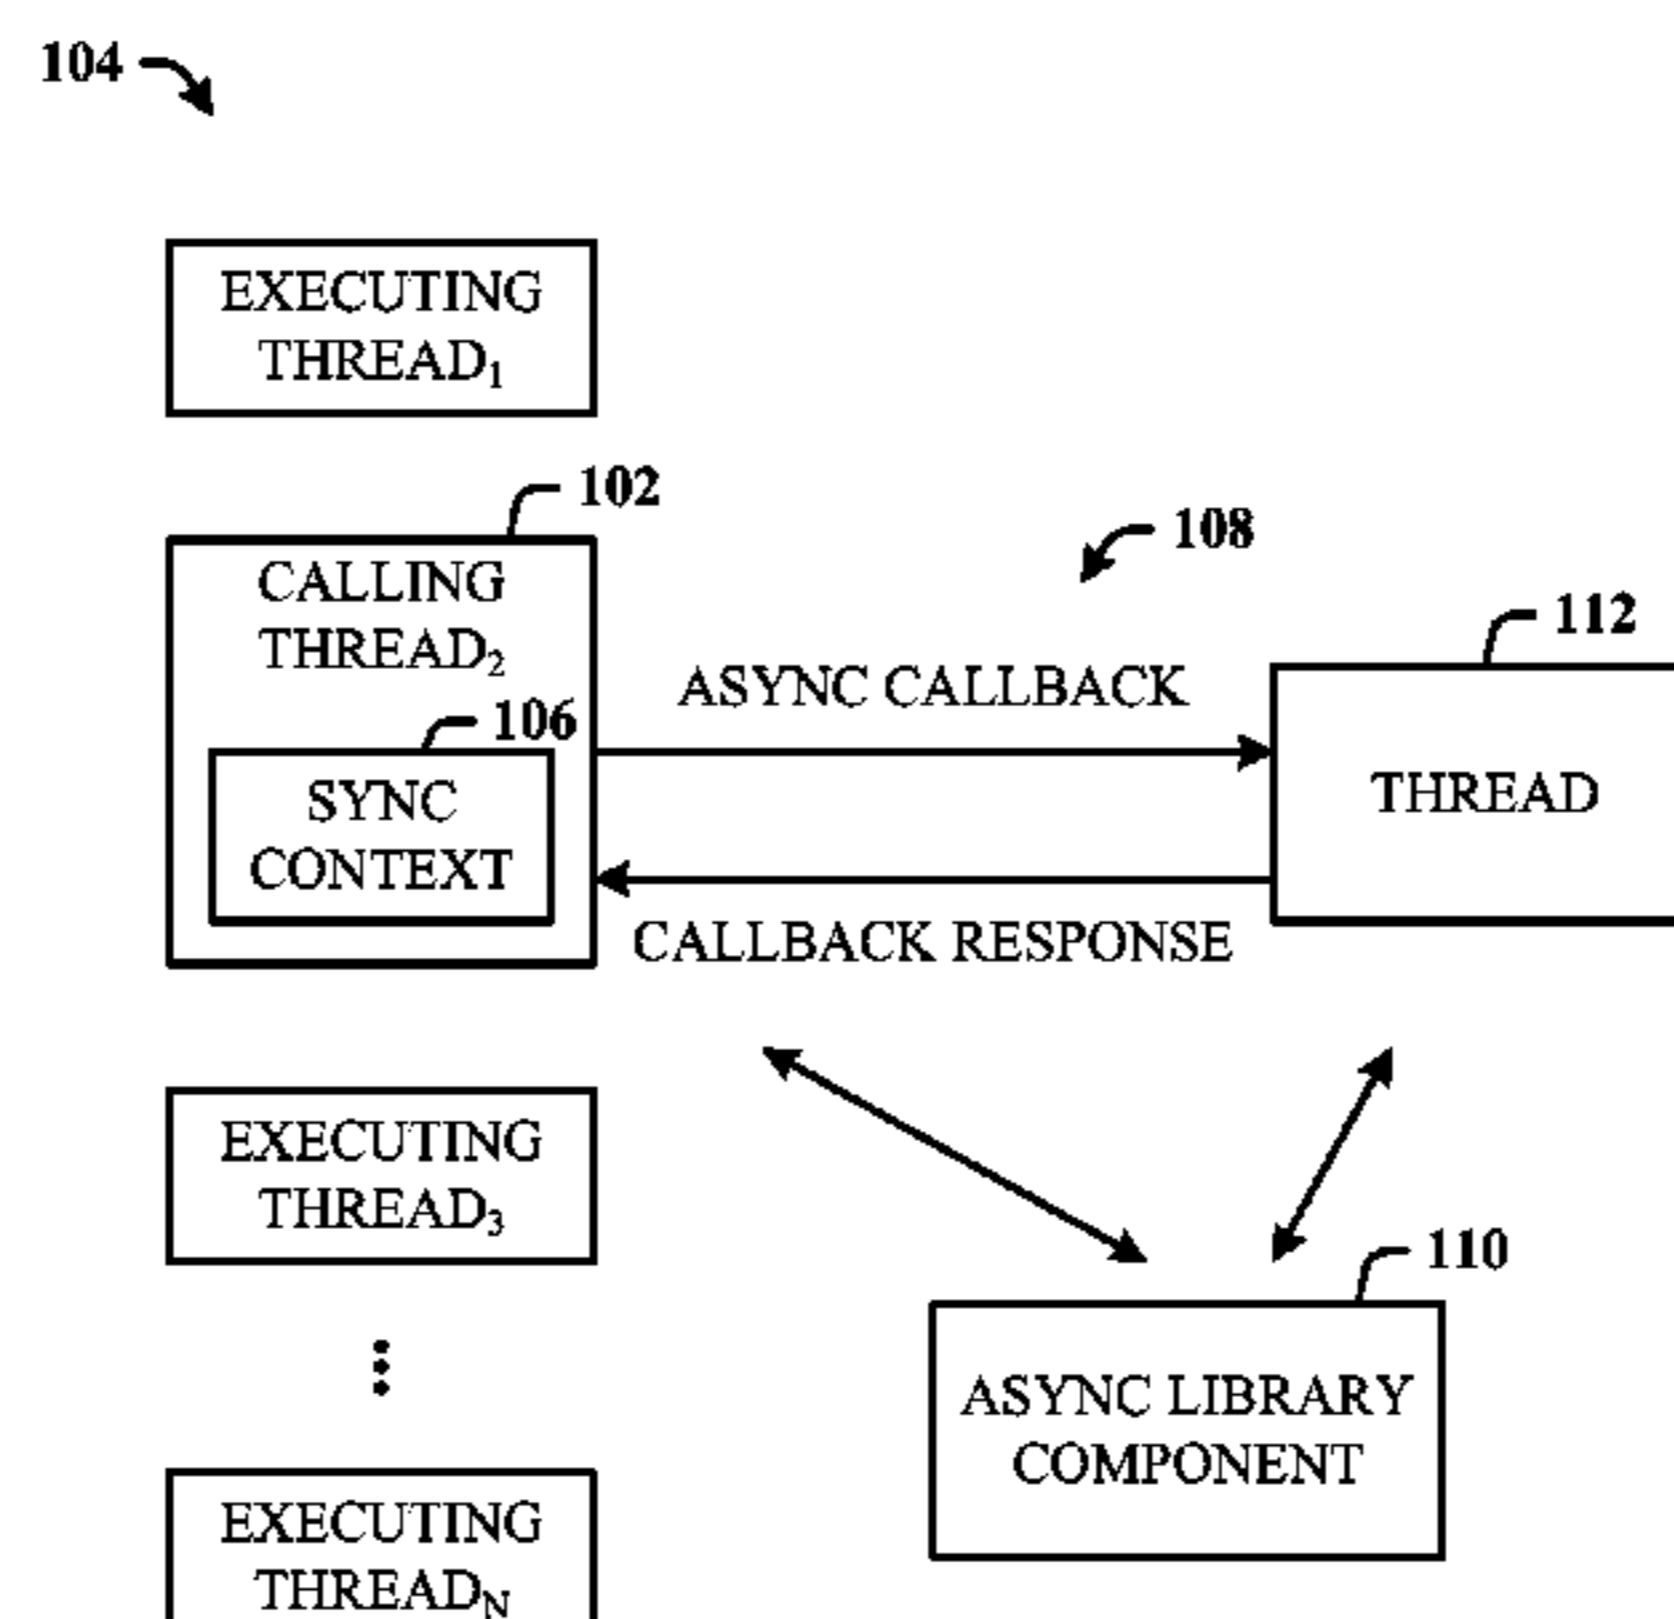 104
EXECUTING
THREAD₁
102
CALLING
THREAD₂
106
SYNC
CONTEXT
108
ASYNC CALLBACK
CALLBACK RESPONSE
112
THREAD
EXECUTING
THREAD₃
110
ASYNC LIBRARY
COMPONENT
EXECUTING
THREADN